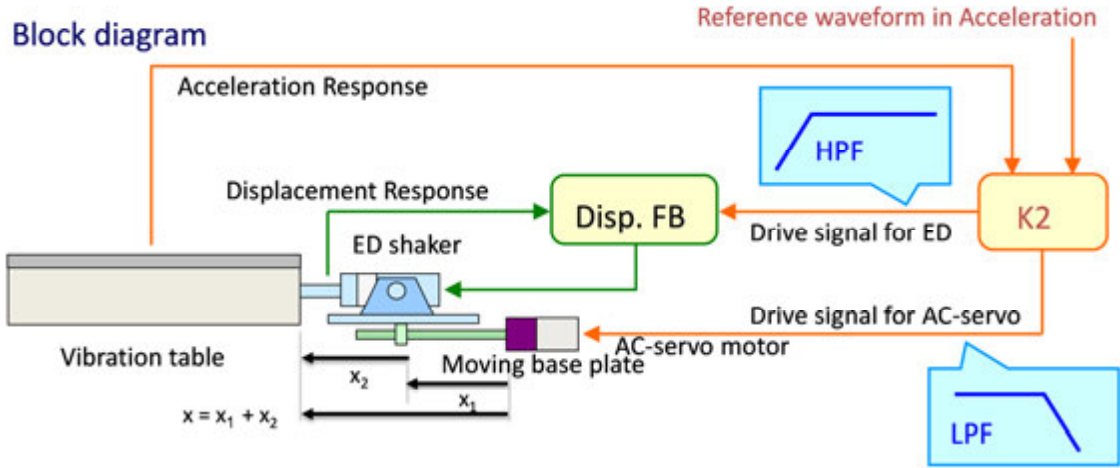 Reference waveform in Acceleration
Block diagram
Acceleration Response
HPF
Displacement Response
Disp. FB
K2
ED shaker
Drive signal for ED
Drive signal for AC-servo
AC-servo motor
Vibration table
Moving base plate
x₂
x₁
x = x₁ + x₂
LPF